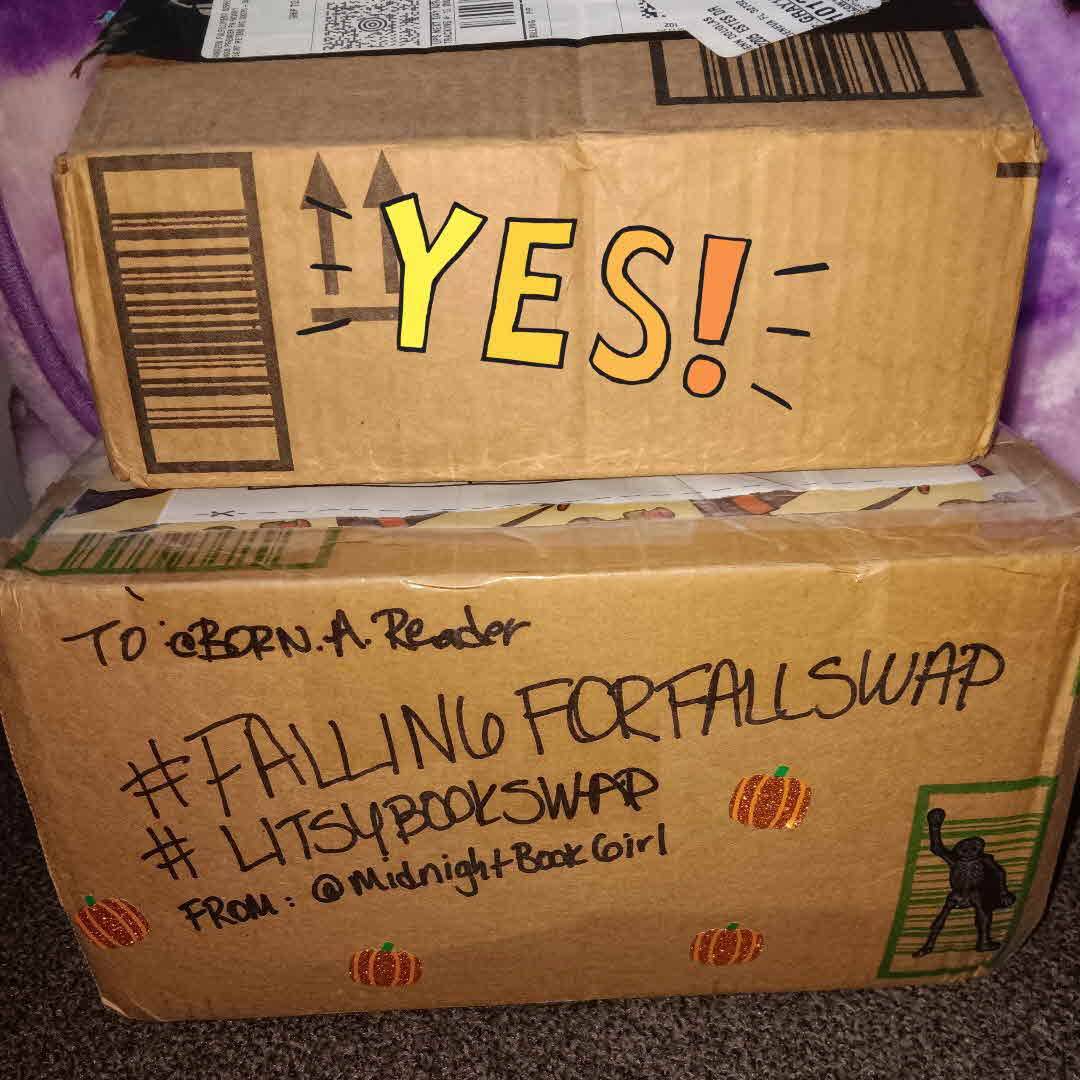 YES!
TO: @BORN.A.Reader
#FALLINGFORFALLSWAP
# LITSYBOOKSWAP
FROM: @MidnightBookGirl